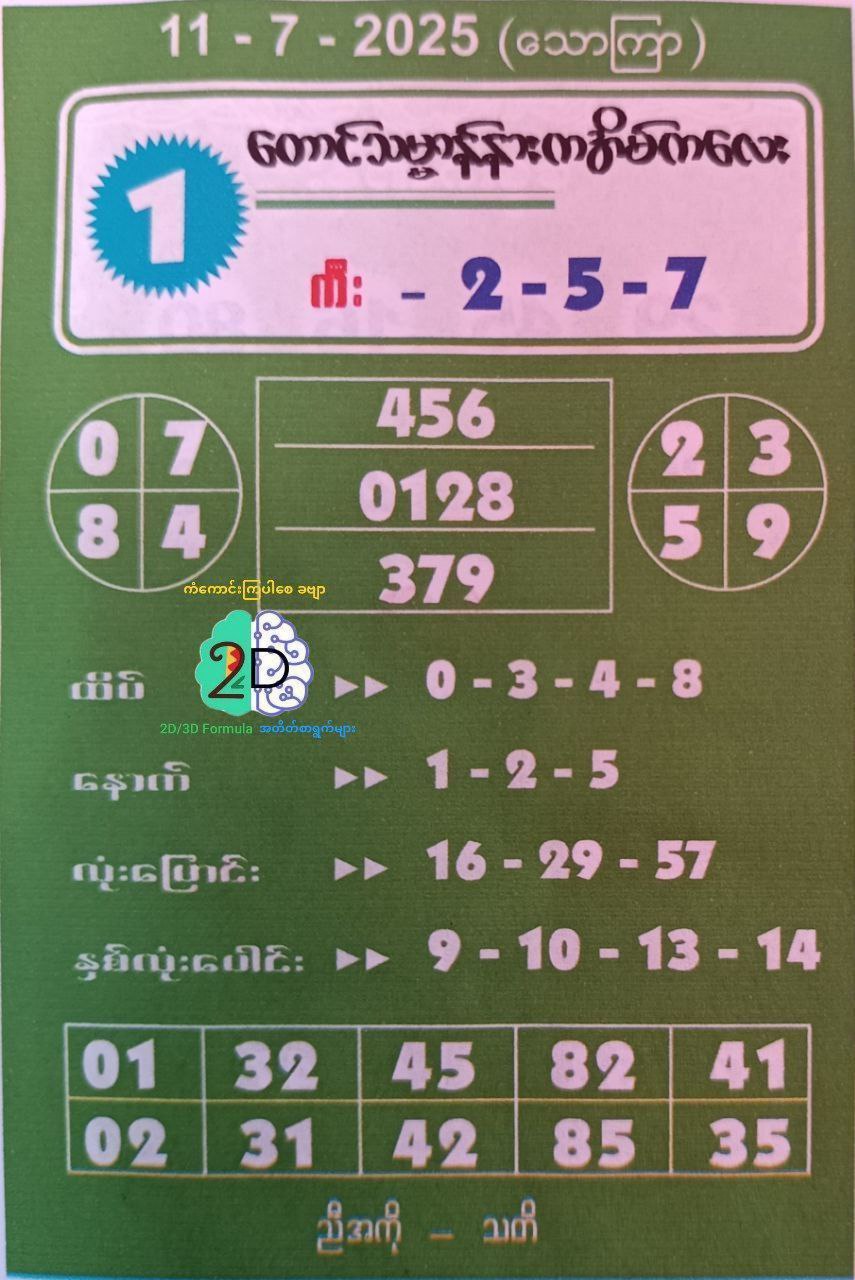 11 - 7 - 2025 (သောကြာ)
တောင်သမ္မာန်နားကအိမ်ကလေး
1
ကီး - 2 - 5 - 7
456
0 7
2 3
0128
8 4
5 9
379
ကံကောင်းကြပါစေ ခဗျာ
2D
2D/3D Formula အတိတ်စာရွက်များ
ထိပ် ▶▶ 0 - 3 - 4 - 8
နောက် ▶▶ 1 - 2 - 5
လုံးပြောင်း ▶▶ 16 - 29 - 57
နှစ်လုံးပေါင်း ▶▶ 9 - 10 - 13 - 14
01 32 45 82 41
02 31 42 85 35
ညီအကို - သတိ